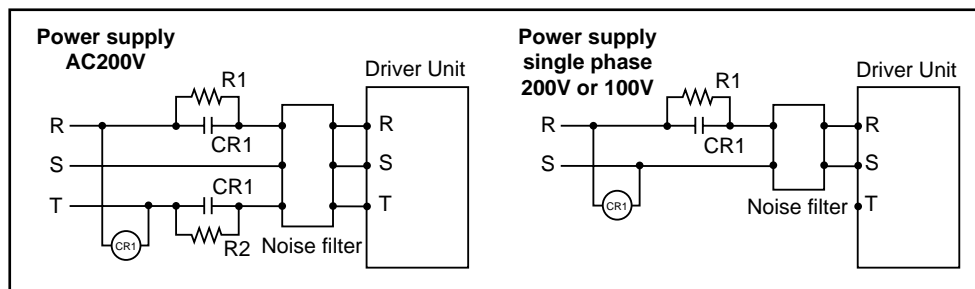 Power supply
AC200V
Driver Unit
R1
R
R
CR1
S
S
CR1
T
T
CR1
R2
Noise filter
Power supply
single phase
200V or 100V
Driver Unit
R1
R
R
CR1
S
S
CR1
T
Noise filter